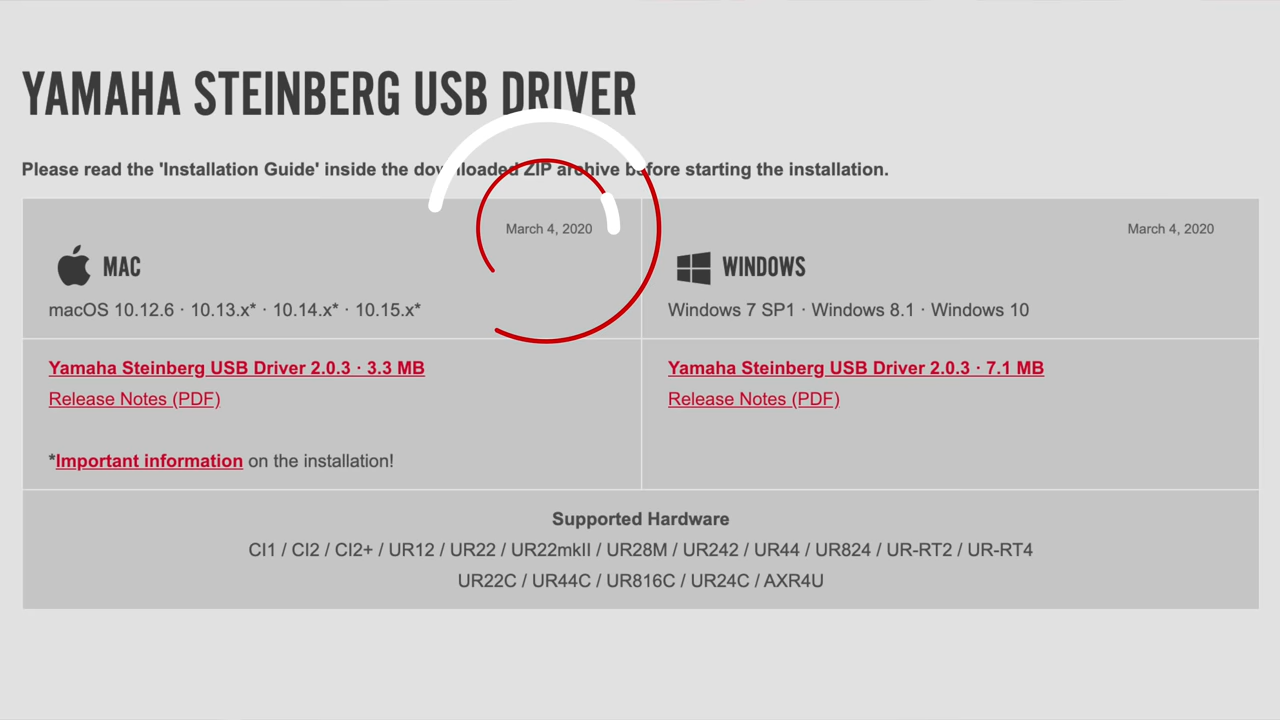 YAMAHA STEINBERG USB DRIVER
Please read the 'Installation Guide' inside the downloaded ZIP archive before starting the installation.
March 4, 2020
MAC
macOS 10.12.6 · 10.13.x* · 10.14.x* · 10.15.x*
March 4, 2020
WINDOWS
Windows 7 SP1 · Windows 8.1 · Windows 10
Yamaha Steinberg USB Driver 2.0.3 · 3.3 MB
Release Notes (PDF)
*Important information on the installation!
Yamaha Steinberg USB Driver 2.0.3 · 7.1 MB
Release Notes (PDF)
Supported Hardware
CI1 / CI2 / CI2+ / UR12 / UR22 / UR22mkII / UR28M / UR242 / UR44 / UR824 / UR-RT2 / UR-RT4
UR22C / UR44C / UR816C / UR24C / AXR4U